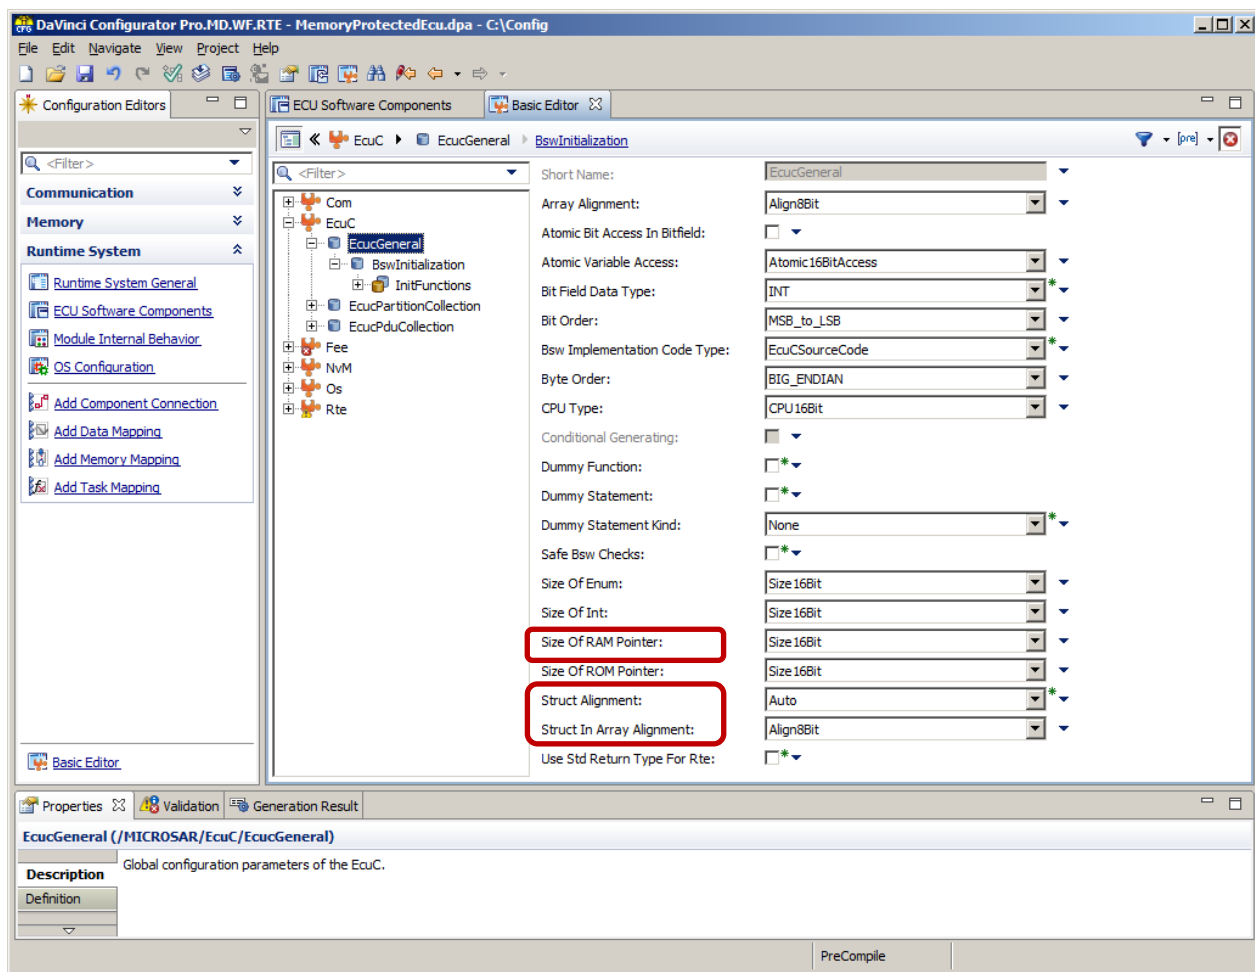 DaVinci Configurator Pro.MD.WF.RTE - MemoryProtectedEcu.dpa - C:\Config
File Edit Navigate View Project Help
Configuration Editors
<Filter>
Communication
Memory
Runtime System
Runtime System General
ECU Software Components
Module Internal Behavior
OS Configuration
Add Component Connection
Add Data Mapping
Add Memory Mapping
Add Task Mapping
Basic Editor
ECU Software Components
Basic Editor
EcuC
EcucGeneral
BswInitialization
[pre]
<Filter>
Com
EcuC
EcucGeneral
BswInitialization
InitFunctions
EcucPartitionCollection
EcucPduCollection
Fee
NvM
Os
Rte
Short Name: EcucGeneral
Array Alignment: Align8Bit
Atomic Bit Access In Bitfield:
Atomic Variable Access: Atomic16BitAccess
Bit Field Data Type: INT
Bit Order: MSB_to_LSB
Bsw Implementation Code Type: EcuCSourceCode
Byte Order: BIG_ENDIAN
CPU Type: CPU16Bit
Conditional Generating:
Dummy Function:
Dummy Statement:
Dummy Statement Kind: None
Safe Bsw Checks:
Size Of Enum: Size16Bit
Size Of Int: Size16Bit
Size Of RAM Pointer: Size16Bit
Size Of ROM Pointer: Size16Bit
Struct Alignment: Auto
Struct In Array Alignment: Align8Bit
Use Std Return Type For Rte:
Properties
Validation
Generation Result
EcucGeneral (/MICROSAR/EcuC/EcucGeneral)
Description
Definition
Global configuration parameters of the EcuC.
PreCompile